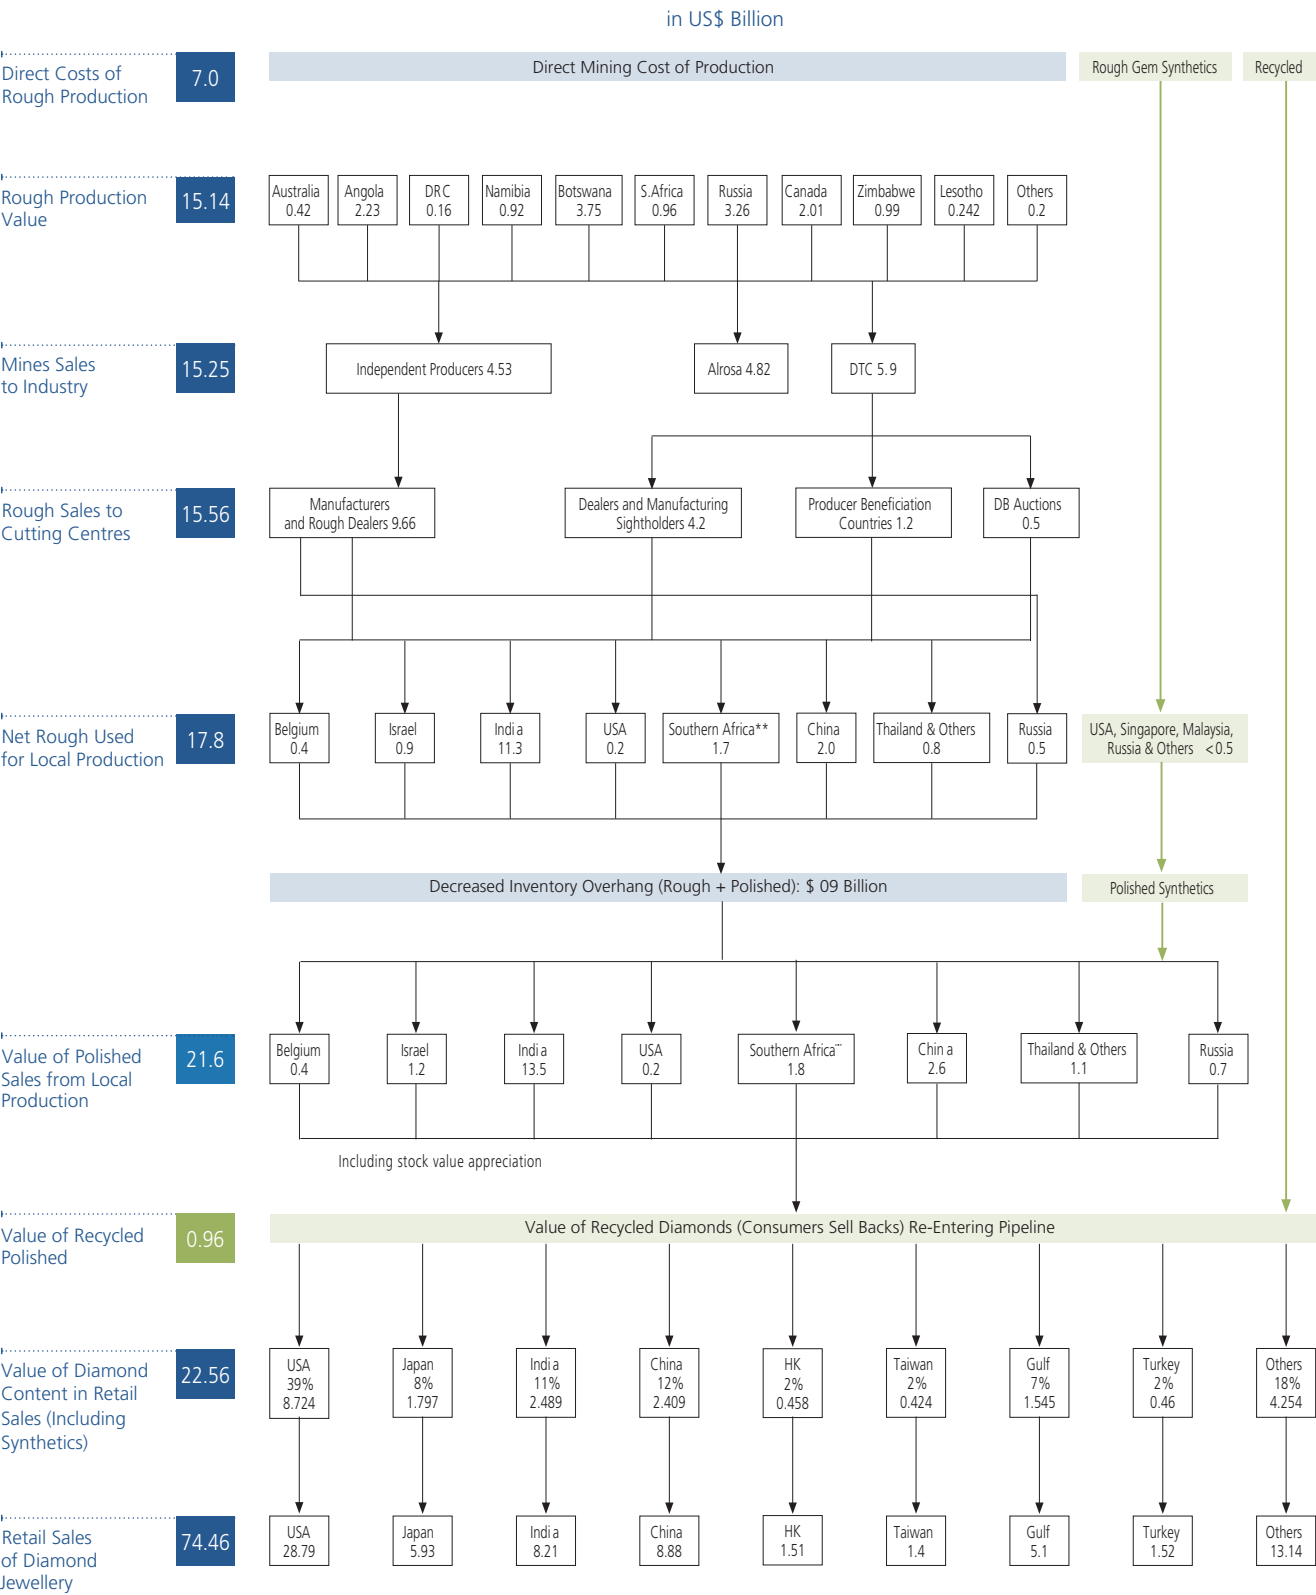 in US$ Billion
Direct Costs of
Rough Production
7.0
Direct Mining Cost of Production
Rough Gem Synthetics
Recycled
Rough Production
Value
15.14
Australia
0.42
Angola
2.23
DRC
0.16
Namibia
0.92
Botswana
3.75
S.Africa
0.96
Russia
3.26
Canada
2.01
Zimbabwe
0.99
Lesotho
0.242
Others
0.2
Mines Sales
to Industry
15.25
Independent Producers 4.53
Alrosa 4.82
DTC 5.9
Rough Sales to
Cutting Centres
15.56
Manufacturers
and Rough Dealers 9.66
Dealers and Manufacturing
Sightholders 4.2
Producer Beneficiation
Countries 1.2
DB Auctions
0.5
Net Rough Used
for Local Production
17.8
Belgium
0.4
Israel
0.9
Indi a
11.3
USA
0.2
Southern Africa**
1.7
China
2.0
Thailand & Others
0.8
Russia
0.5
USA, Singapore, Malaysia,
Russia & Others <0.5
Decreased Inventory Overhang (Rough + Polished): $ 09 Billion
Polished Synthetics
Value of Polished
Sales from Local
Production
21.6
Belgium
0.4
Israel
1.2
Indi a
13.5
USA
0.2
Southern Africa
1.8
Chin a
2.6
Thailand & Others
1.1
Russia
0.7
Including stock value appreciation
Value of Recycled
Polished
0.96
Value of Recycled Diamonds (Consumers Sell Backs) Re-Entering Pipeline
Value of Diamond
Content in Retail
Sales (Including
Synthetics)
22.56
USA
39%
8.724
Japan
8%
1.797
Indi a
11%
2.489
China
12%
2.409
HK
2%
0.458
Taiwan
2%
0.424
Gulf
7%
1.545
Turkey
2%
0.46
Others
18%
4.254
Retail Sales
of Diamond
Jewellery
74.46
USA
28.79
Japan
5.93
Indi a
8.21
China
8.88
HK
1.51
Taiwan
1.4
Gulf
5.1
Turkey
1.52
Others
13.14